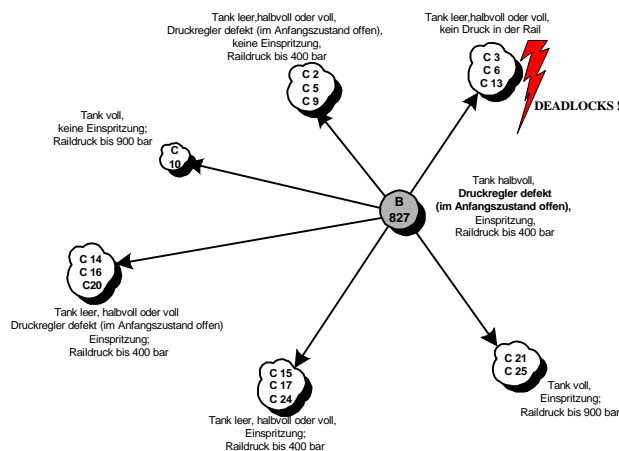 Tank leer,halbvoll oder voll,
Druckregler defekt (im Anfangszustand offen),
keine Einspritzung,
Raildruck bis 400 bar
C 2
C 5
C 9
Tank leer,halbvoll oder voll,
kein Druck in der Rail
C 3
C 6
C 13
DEADLOCKS !
Tank voll,
keine Einspritzung;
Raildruck bis 900 bar
C
10
B
827
Tank halbvoll,
Druckregler defekt
(im Anfangszustand offen),
Einspritzung,
Raildruck bis 400 bar
C 14
C 16
C20
Tank leer, halbvoll oder voll
Druckregler defekt (im Anfangszustand offen)
Einspritzung;
Raildruck bis 400 bar
C 15
C 17
C 24
Tank leer, halbvoll oder voll,
Einspritzung;
Raildruck bis 400 bar
C 21
C 25
Tank voll,
Einspritzung;
Raildruck bis 900 bar